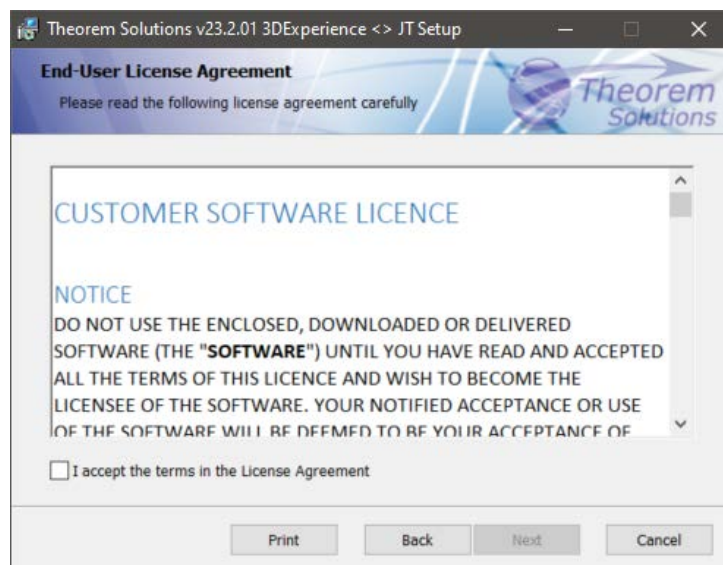 Theorem Solutions v23.2.01 3DExperience <> JT Setup
End-User License Agreement
Please read the following license agreement carefully
Theorem
Solutions
CUSTOMER SOFTWARE LICENCE
NOTICE
DO NOT USE THE ENCLOSED, DOWNLOADED OR DELIVERED
SOFTWARE (THE "SOFTWARE") UNTIL YOU HAVE READ AND ACCEPTED
ALL THE TERMS OF THIS LICENCE AND WISH TO BECOME THE
LICENSEE OF THE SOFTWARE. YOUR NOTIFIED ACCEPTANCE OR USE
OF THE SOFTWARE WILL BE DEEMED TO BE YOUR ACCEPTANCE OF
I accept the terms in the License Agreement
Print Back Next Cancel